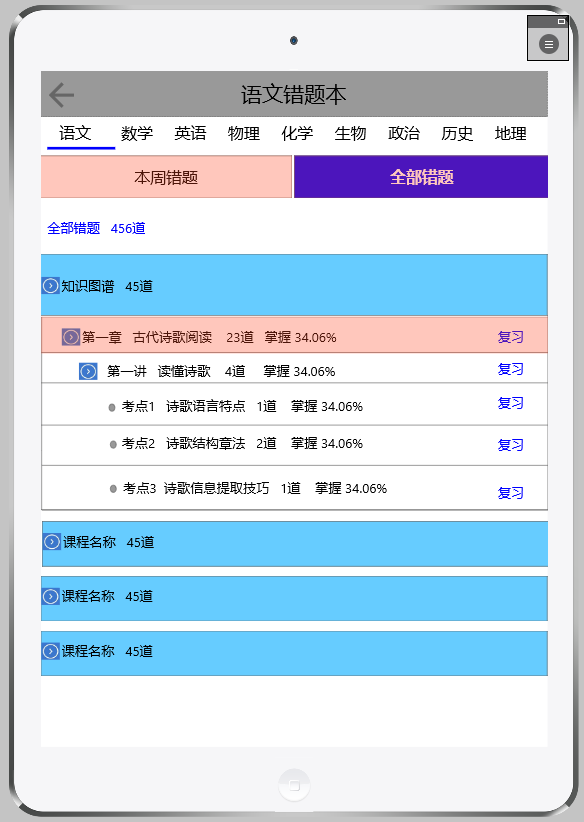 语文错题本
语文 数学 英语 物理 化学 生物 政治 历史 地理
本周错题 全部错题
全部错题 456道
知识图谱 45道
第一章 古代诗歌阅读 23道 掌握 34.06% 复习
第一讲 读懂诗歌 4道 掌握 34.06% 复习
考点1 诗歌语言特点 1道 掌握 34.06% 复习
考点2 诗歌结构章法 2道 掌握 34.06% 复习
考点3 诗歌信息提取技巧 1道 掌握 34.06% 复习
课程名称 45道
课程名称 45道
课程名称 45道